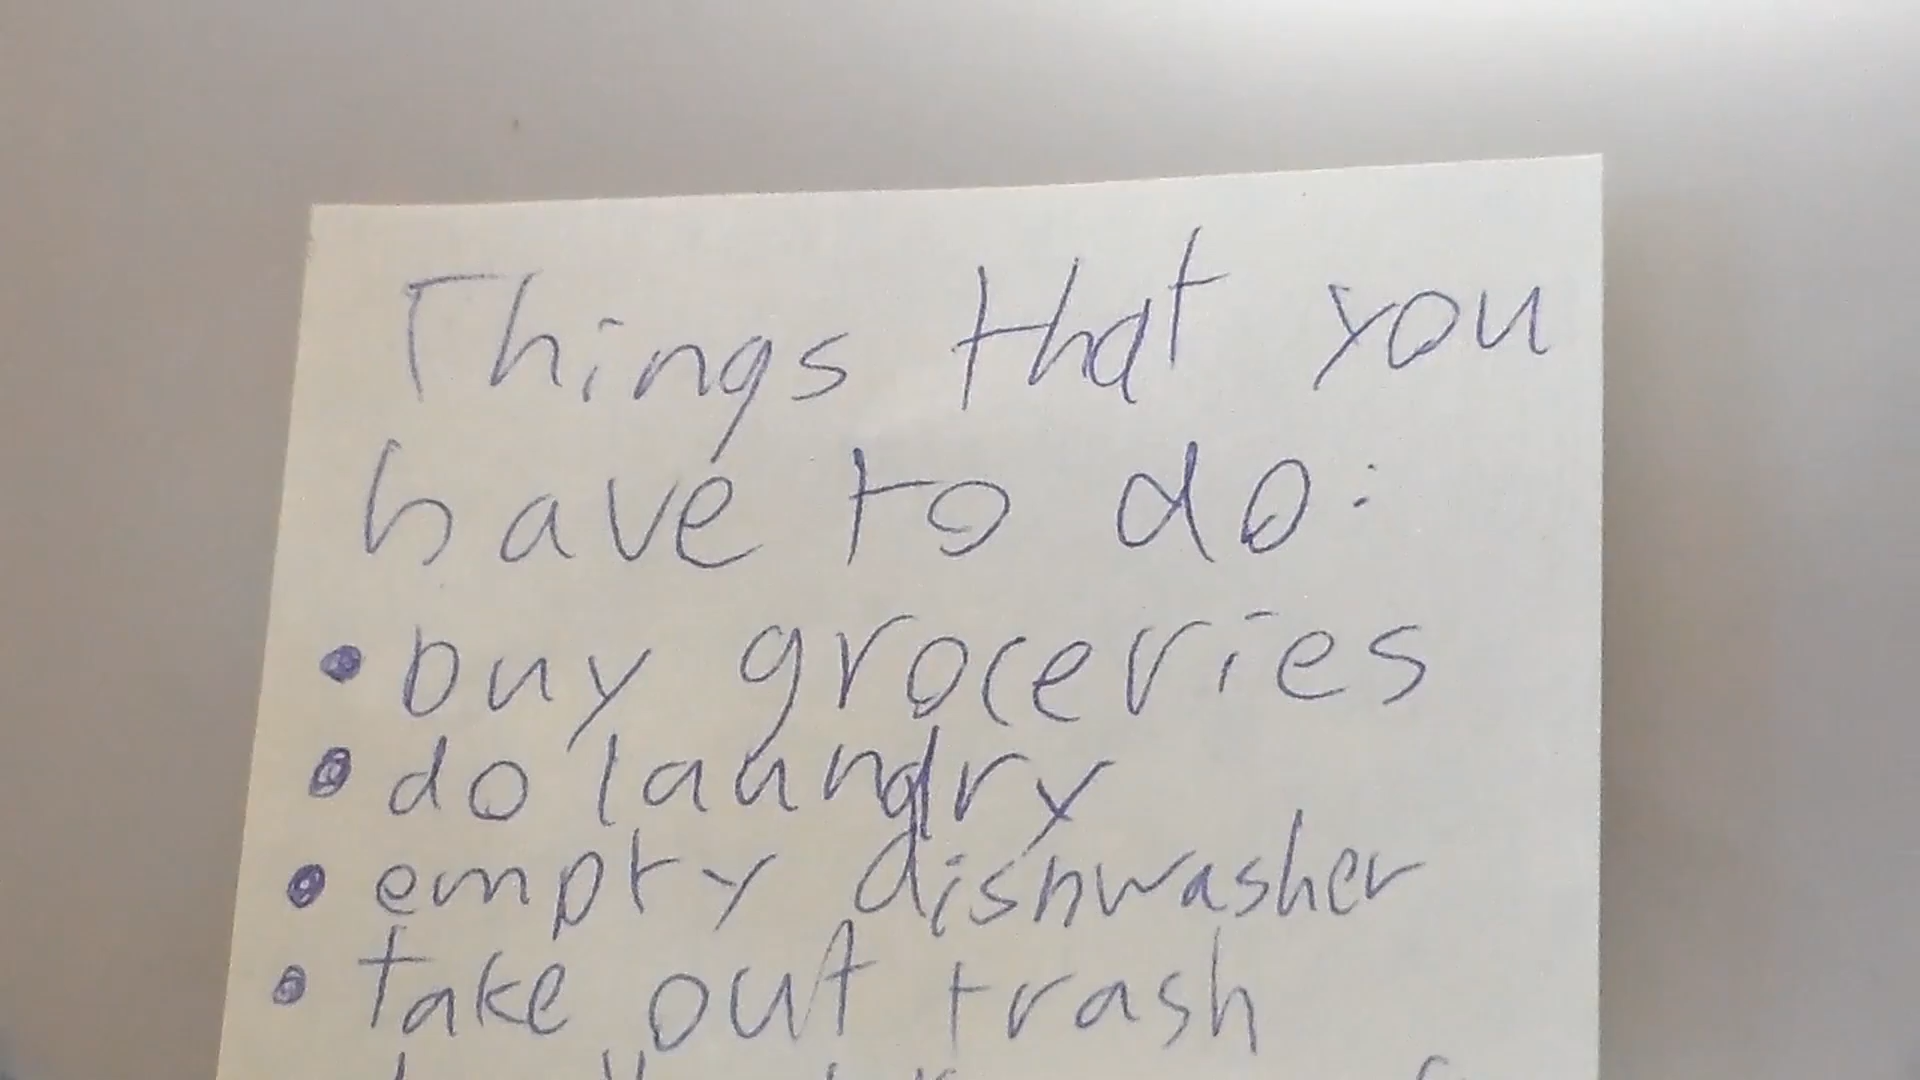 Things that you
have to do:
• buy groceries
• do laundry
• empty dishwasher
• take out trash